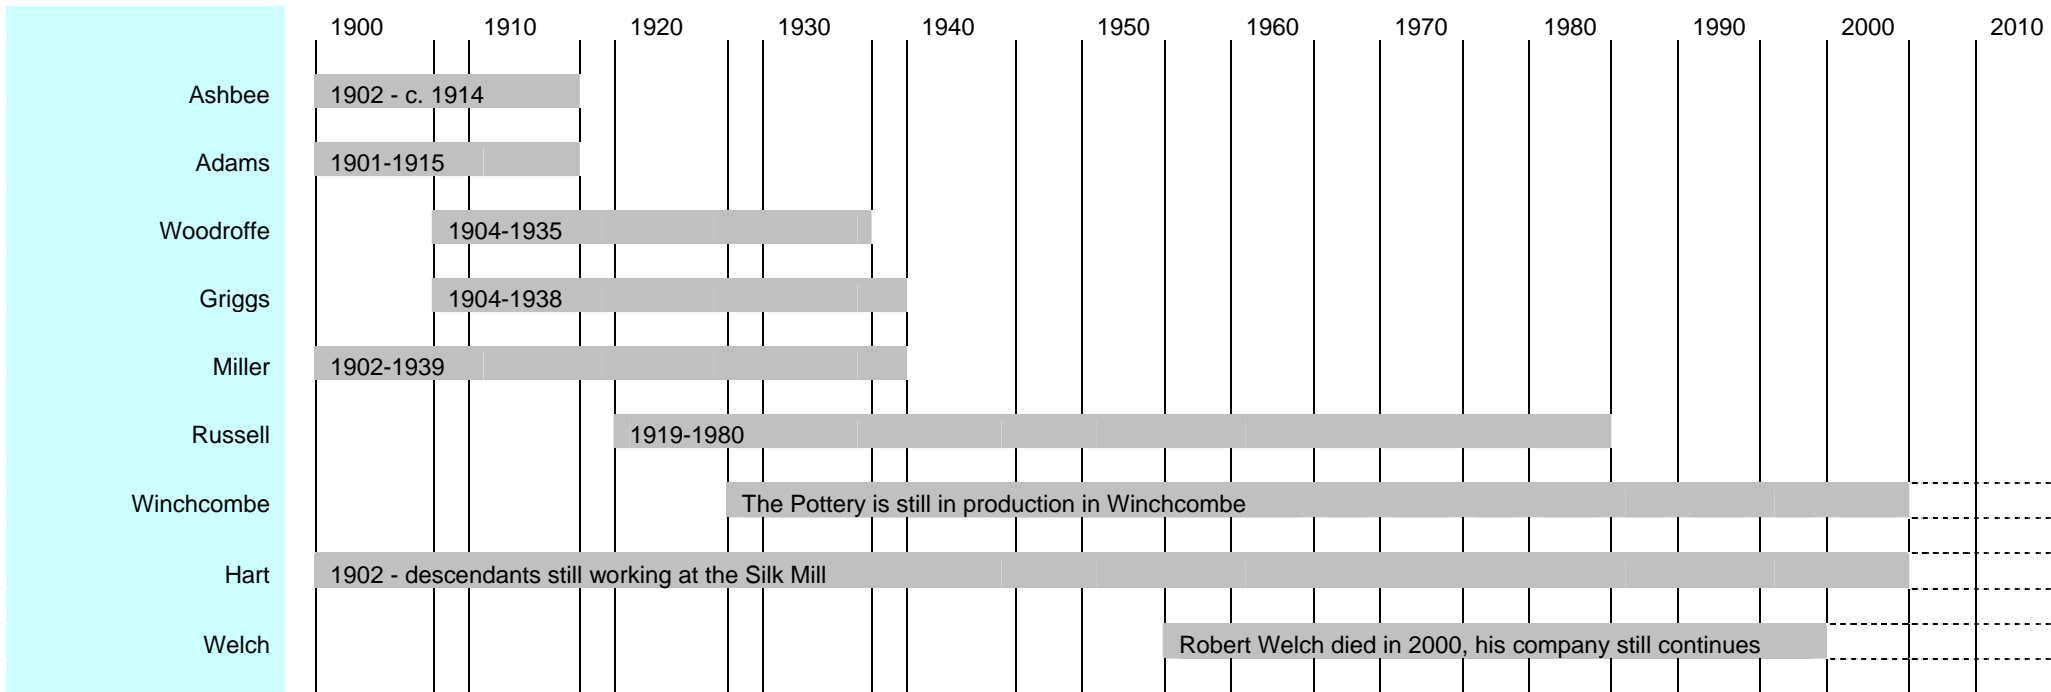 1900 1910 1920 1930 1940 1950 1960 1970 1980 1990 2000 2010
Ashbee 1902 - c. 1914
Adams 1901-1915
Woodroffe 1904-1935
Griggs 1904-1938
Miller 1902-1939
Russell 1919-1980
Winchcombe The Pottery is still in production in Winchcombe
Hart 1902 - descendants still working at the Silk Mill
Welch Robert Welch died in 2000, his company still continues